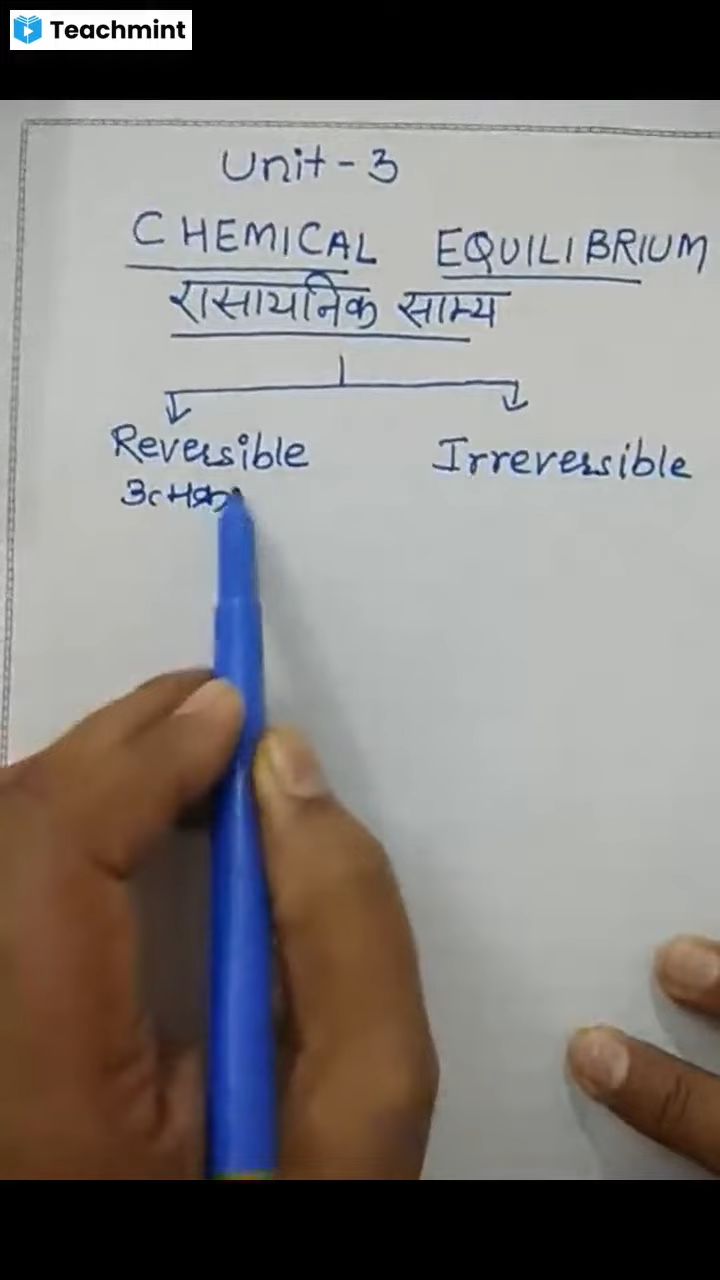 Teachmint
Unit-3
CHEMICAL EQUILIBRIUM
रासायनिक साम्य
Reversible Irreversible